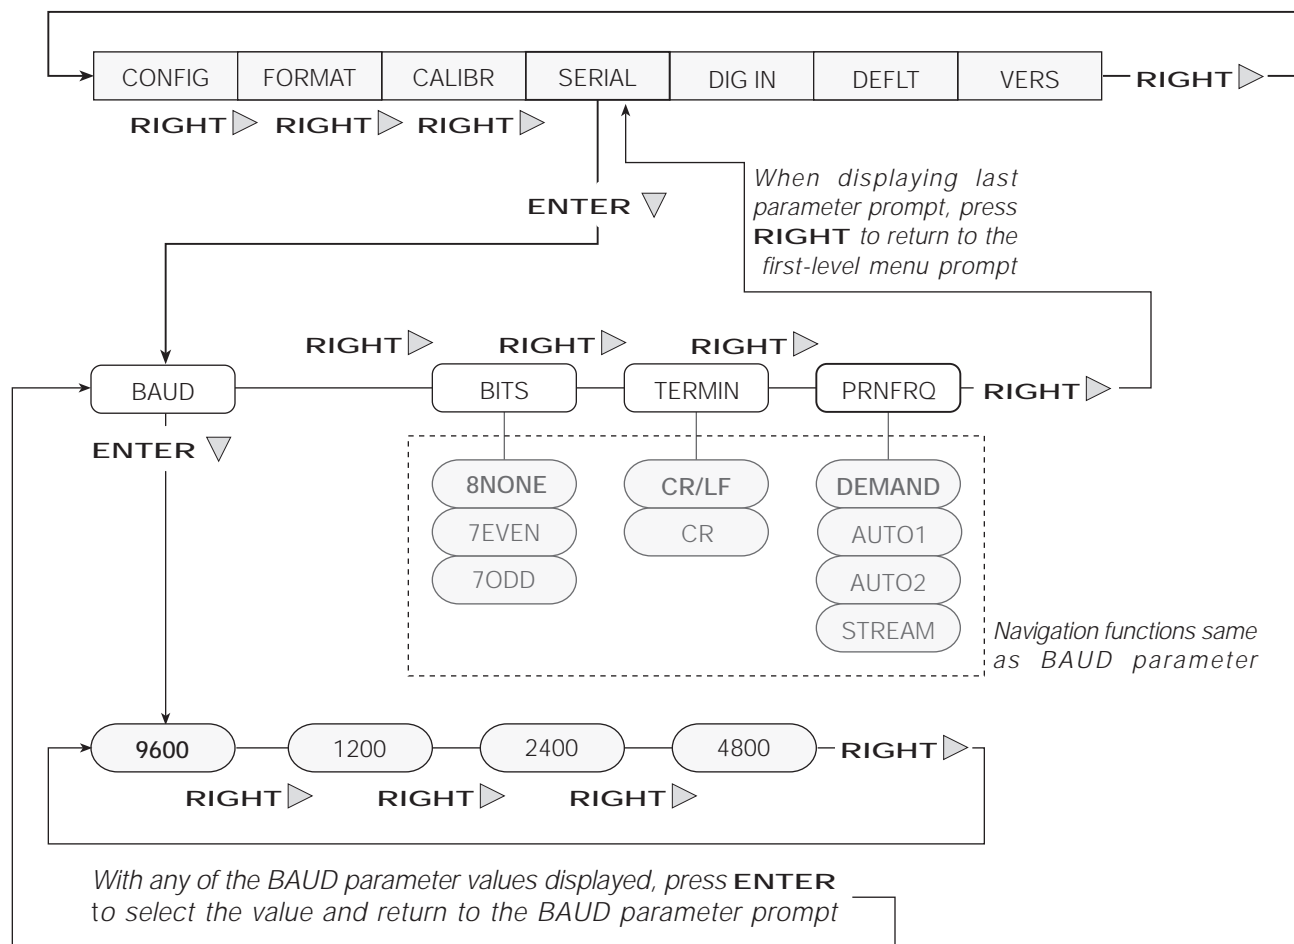 CONFIG FORMAT CALIBR SERIAL DIG IN DEFLT VERS RIGHT
RIGHT RIGHT RIGHT
When displaying last
parameter prompt, press
RIGHT to return to the
first-level menu prompt
ENTER
RIGHT RIGHT RIGHT
BAUD BITS TERMIN PRNFRQ RIGHT
ENTER
8NONE CR/LF DEMAND
7EVEN CR AUTO1
7ODD AUTO2
STREAM
Navigation functions same
as BAUD parameter
9600 1200 2400 4800 RIGHT
RIGHT RIGHT RIGHT
With any of the BAUD parameter values displayed, press ENTER
to select the value and return to the BAUD parameter prompt